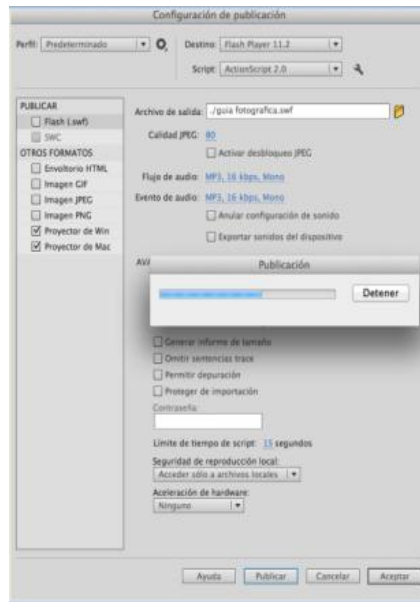 Configuración de publicación
Perfil: Predeterminado Destino: Flash Player 11.2
Script: ActionScript 2.0
PUBLICAR
Flash (.swf)
SWC
OTROS FORMATOS
Envoltorio HTML
Imagen GIF
Imagen JPEG
Imagen PNG
Proyector de Win
Proyector de Mac
Archivo de salida: ./guia fotografica.swf
Calidad JPEG: 80
Activar desbloqueo JPEG
Flujo de audio: MP3, 16 kbps, Mono
Evento de audio: MP3, 16 kbps, Mono
Anular configuración de sonido
Exportar sonidos del dispositivo
AVA
Publicación
Detener
Generar informe de tamaño
Omitir sentencias trace
Permitir depuración
Proteger de importación
Contraseña:
Límite de tiempo de script: 15 segundos
Seguridad de reproducción local:
Acceder sólo a archivos locales
Aceleración de hardware:
Ninguno
Ayuda Publicar Cancelar Aceptar